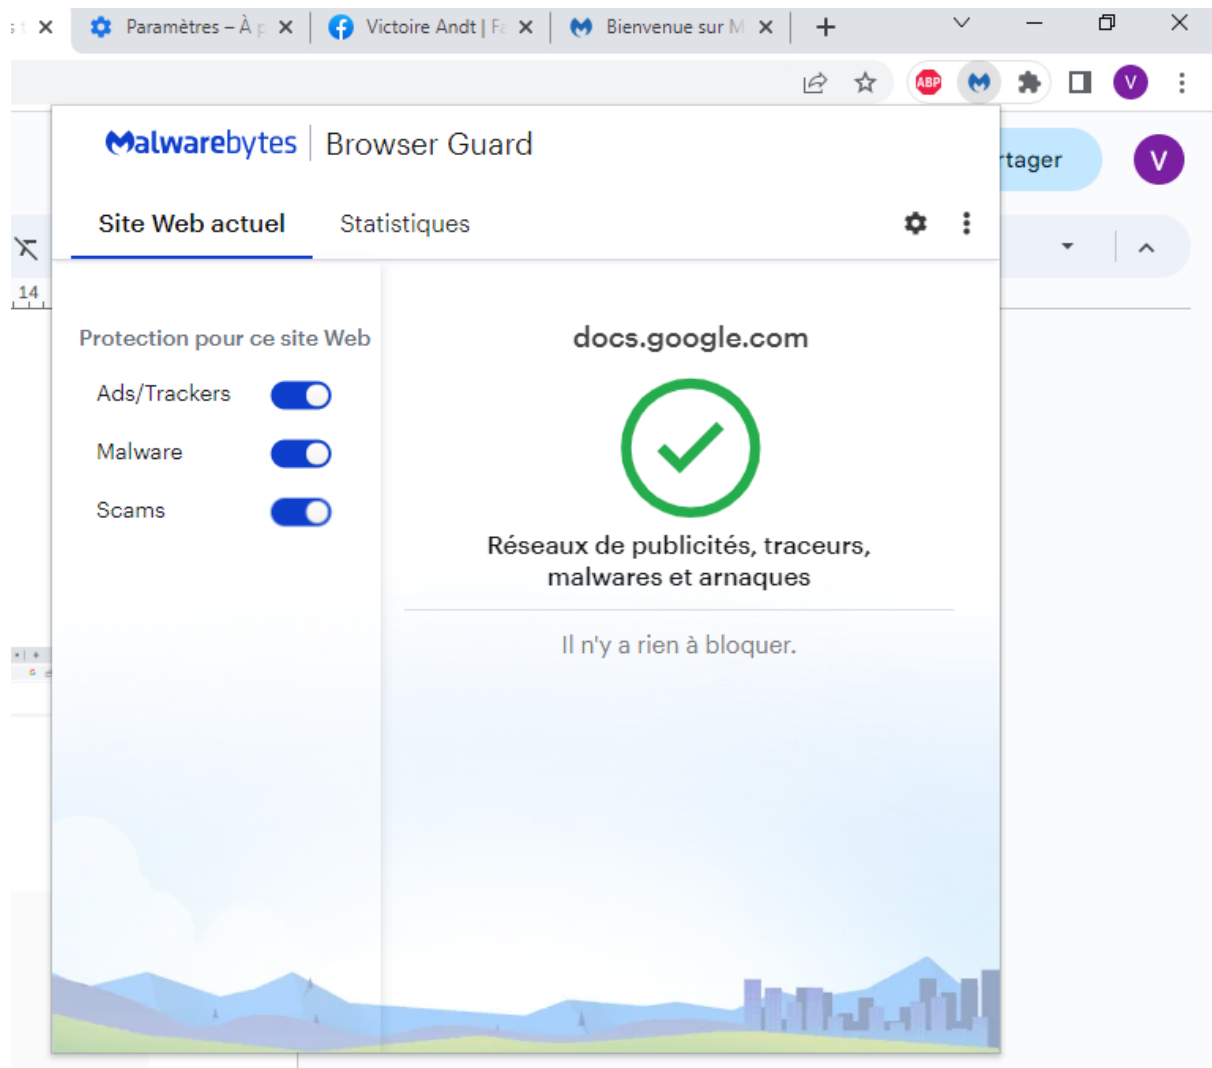 Paramètres – À p
Victoire Andt | Fa
Bienvenue sur M
ABP
V
Malwarebytes | Browser Guard
rtager
V
Site Web actuel
Statistiques
14
Protection pour ce site Web
docs.google.com
Ads/Trackers
Malware
Scams
Réseaux de publicités, traceurs,
malwares et arnaques
Il n'y a rien à bloquer.